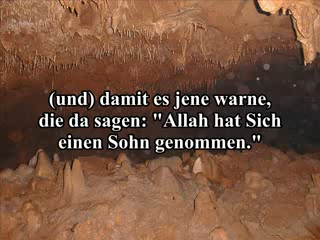 (und) damit es jene warne,
die da sagen: "Allah hat Sich
einen Sohn genommen."